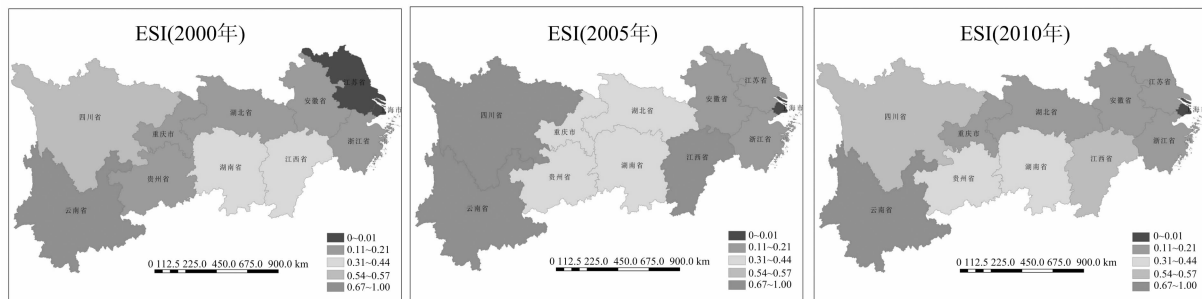 ESI(2000年)
江苏省
安徽省
上海市
四川省
湖北省
重庆市
浙江省
江西省
湖南省
贵州省
云南省
0~0.01
0.11~0.21
0.31~0.44
0.54~0.57
0.67~1.00
0 112.5 225.0 450.0 675.0 900.0 km
ESI(2005年)
江苏省
安徽省
上海市
四川省
湖北省
重庆市
浙江省
江西省
湖南省
贵州省
云南省
0~0.01
0.11~0.21
0.31~0.44
0.54~0.57
0.67~1.00
0 112.5 225.0 450.0 675.0 900.0 km
ESI(2010年)
江苏省
安徽省
上海市
四川省
湖北省
重庆市
浙江省
江西省
湖南省
贵州省
云南省
0~0.01
0.11~0.21
0.31~0.44
0.54~0.57
0.67~1.00
0 112.5 225.0 450.0 675.0 900.0 km